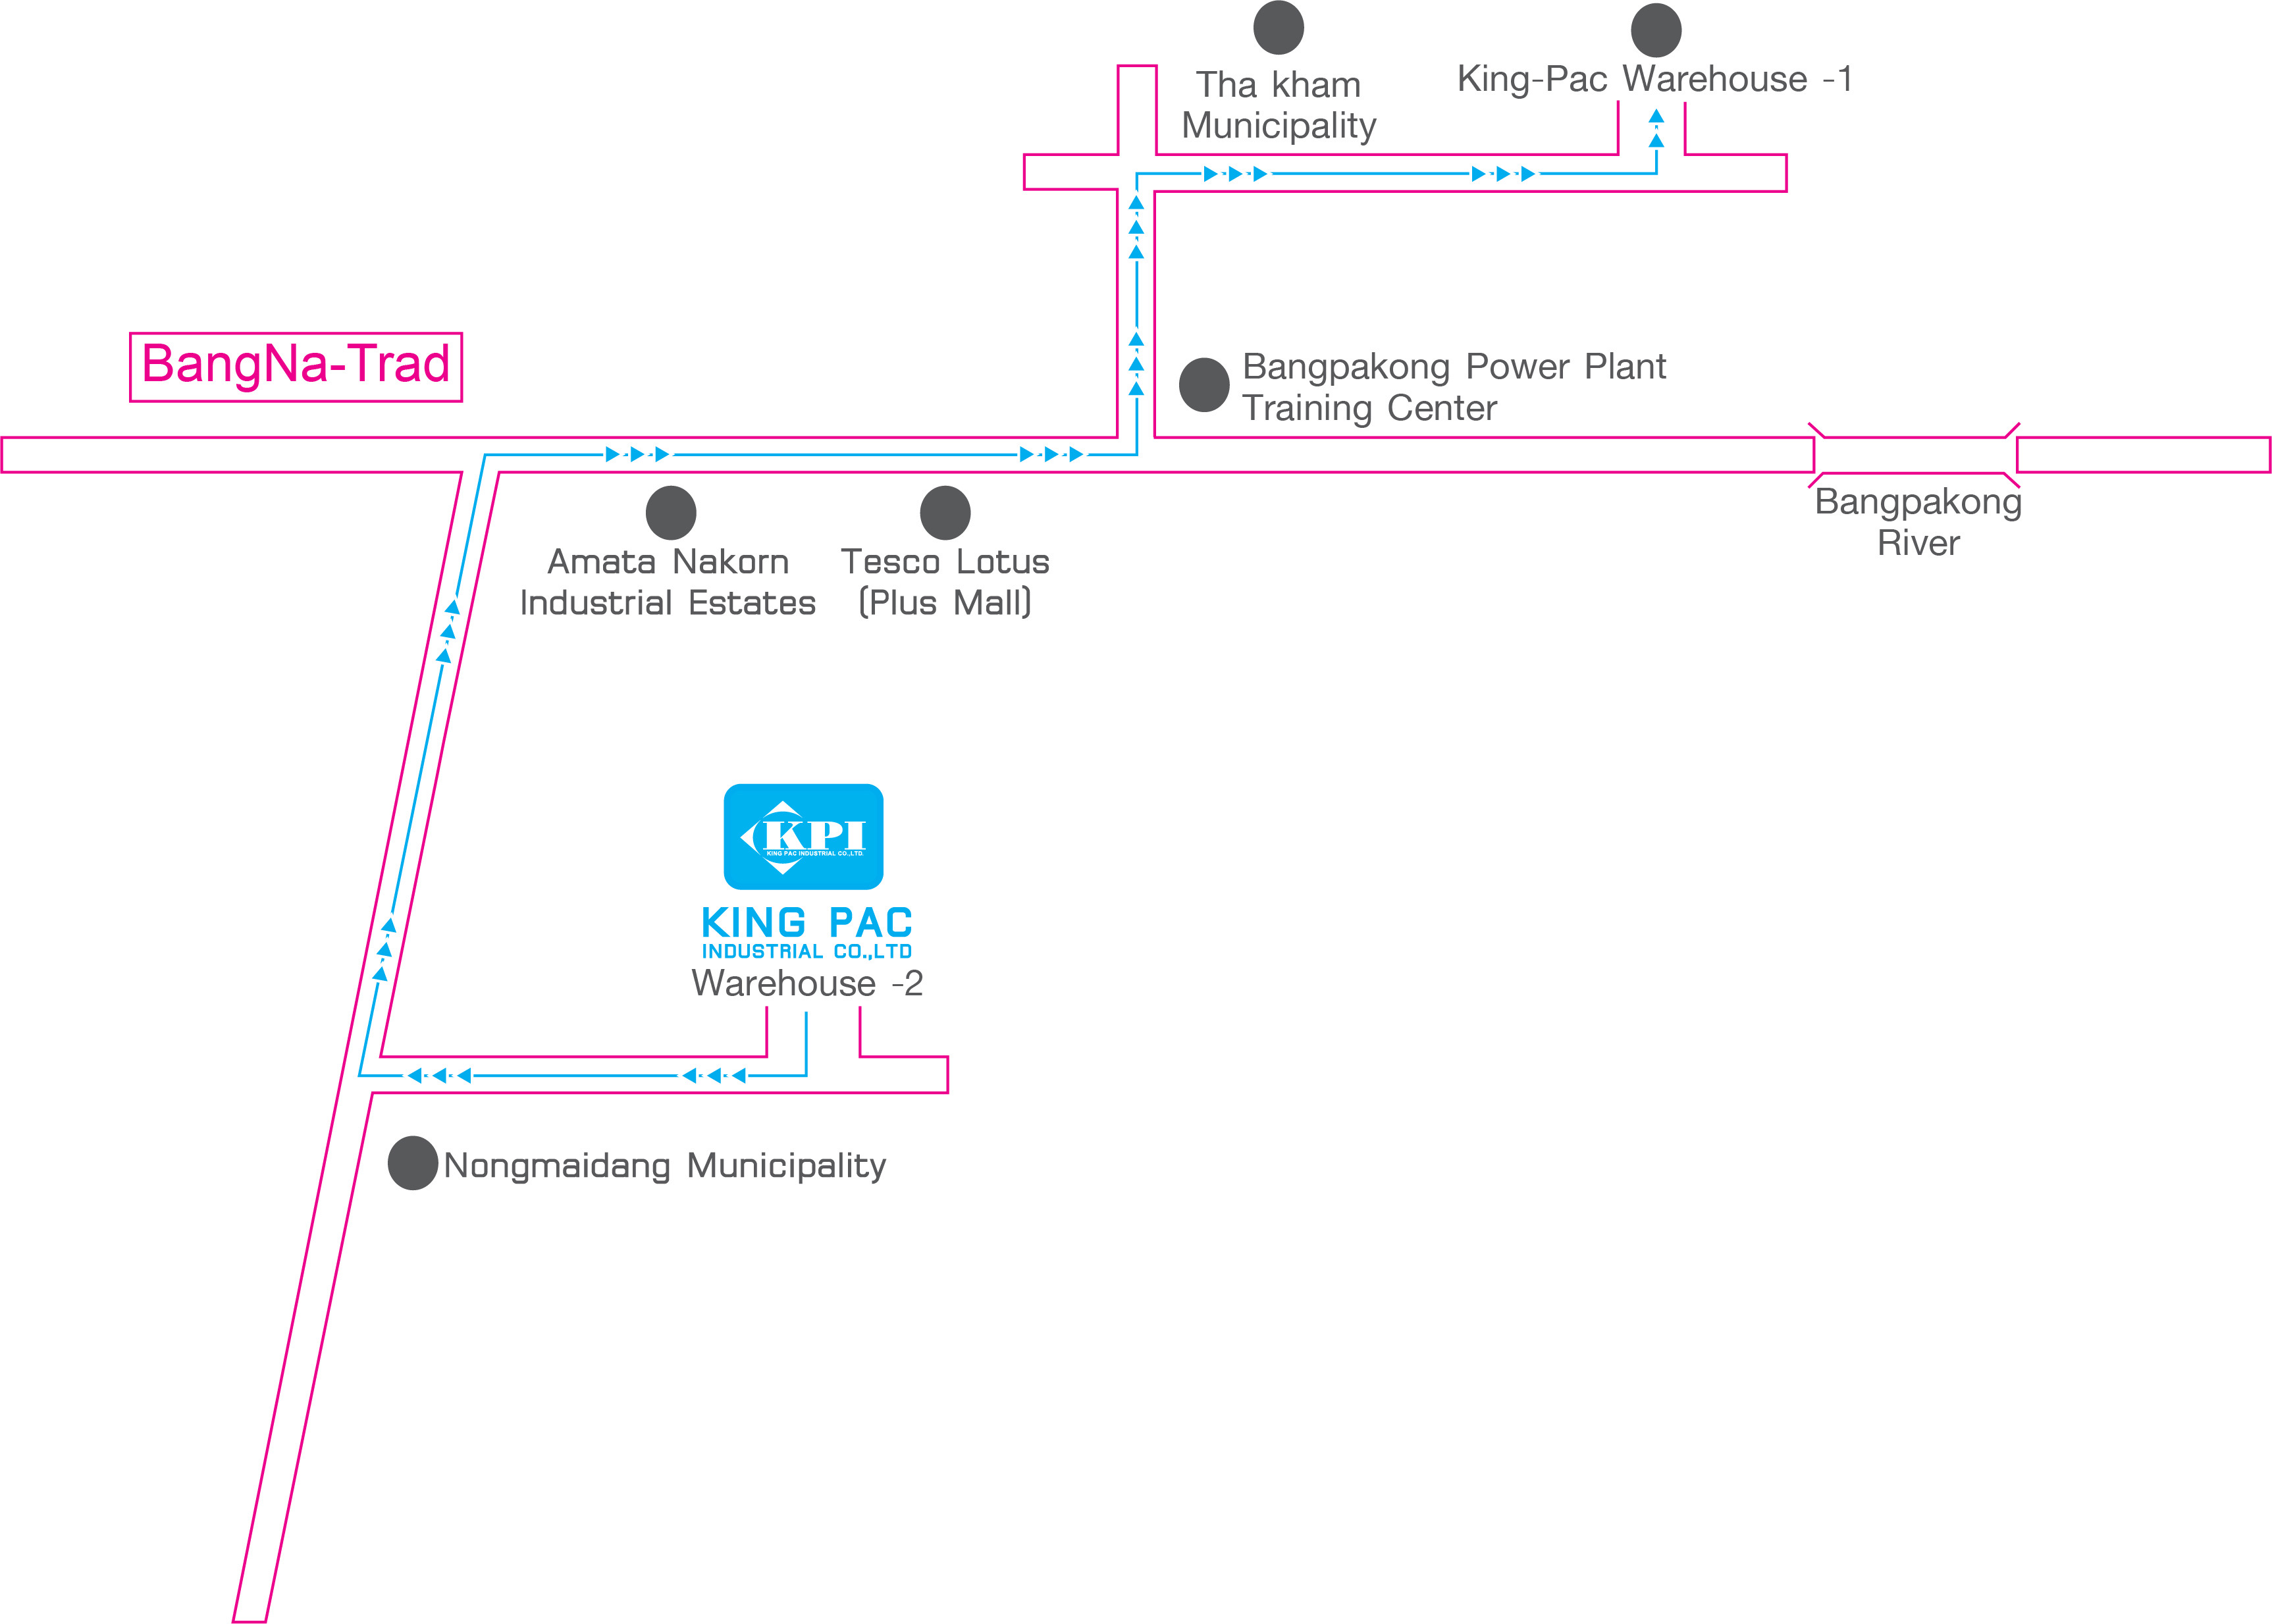 Tha kham
Municipality
King-Pac Warehouse -1
BangNa-Trad
Bangpakong Power Plant
Training Center
Bangpakong
River
Amata Nakorn
Industrial Estates
Tesco Lotus
(Plus Mall)
KPI
KING PAC INDUSTRIAL CO.,LTD.
KING PAC
INDUSTRIAL CO.,LTD
Warehouse -2
Nongmaidang Municipality